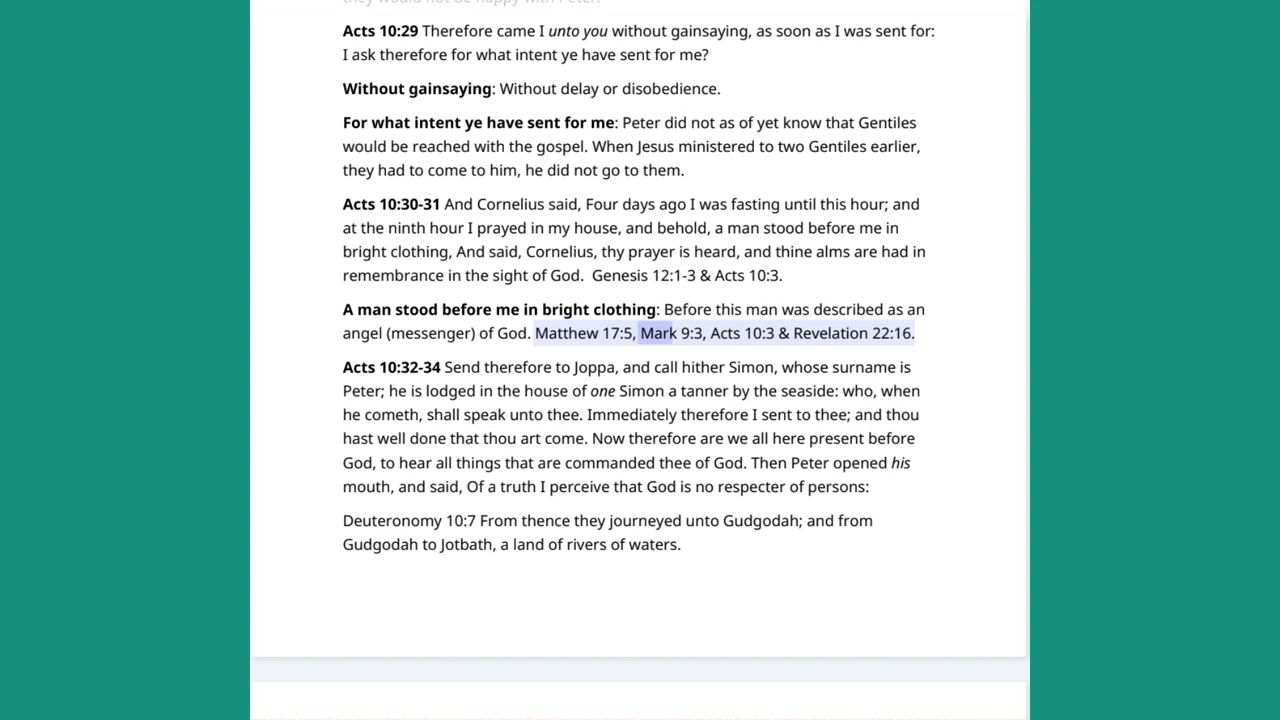 they would not be happy with Peter.
Acts 10:29 Therefore came I unto you without gainsaying, as soon as I was sent for:
I ask therefore for what intent ye have sent for me?
Without gainsaying: Without delay or disobedience.
For what intent ye have sent for me: Peter did not as of yet know that Gentiles
would be reached with the gospel. When Jesus ministered to two Gentiles earlier,
they had to come to him, he did not go to them.
Acts 10:30-31 And Cornelius said, Four days ago I was fasting until this hour; and
at the ninth hour I prayed in my house, and behold, a man stood before me in
bright clothing, And said, Cornelius, thy prayer is heard, and thine alms are had in
remembrance in the sight of God.  Genesis 12:1-3 & Acts 10:3.
A man stood before me in bright clothing: Before this man was described as an
angel (messenger) of God. Matthew 17:5, Mark 9:3, Acts 10:3 & Revelation 22:16.
Acts 10:32-34 Send therefore to Joppa, and call hither Simon, whose surname is
Peter; he is lodged in the house of one Simon a tanner by the seaside: who, when
he cometh, shall speak unto thee. Immediately therefore I sent to thee; and thou
hast well done that thou art come. Now therefore are we all here present before
God, to hear all things that are commanded thee of God. Then Peter opened his
mouth, and said, Of a truth I perceive that God is no respecter of persons:
Deuteronomy 10:7 From thence they journeyed unto Gudgodah; and from
Gudgodah to Jotbath, a land of rivers of waters.